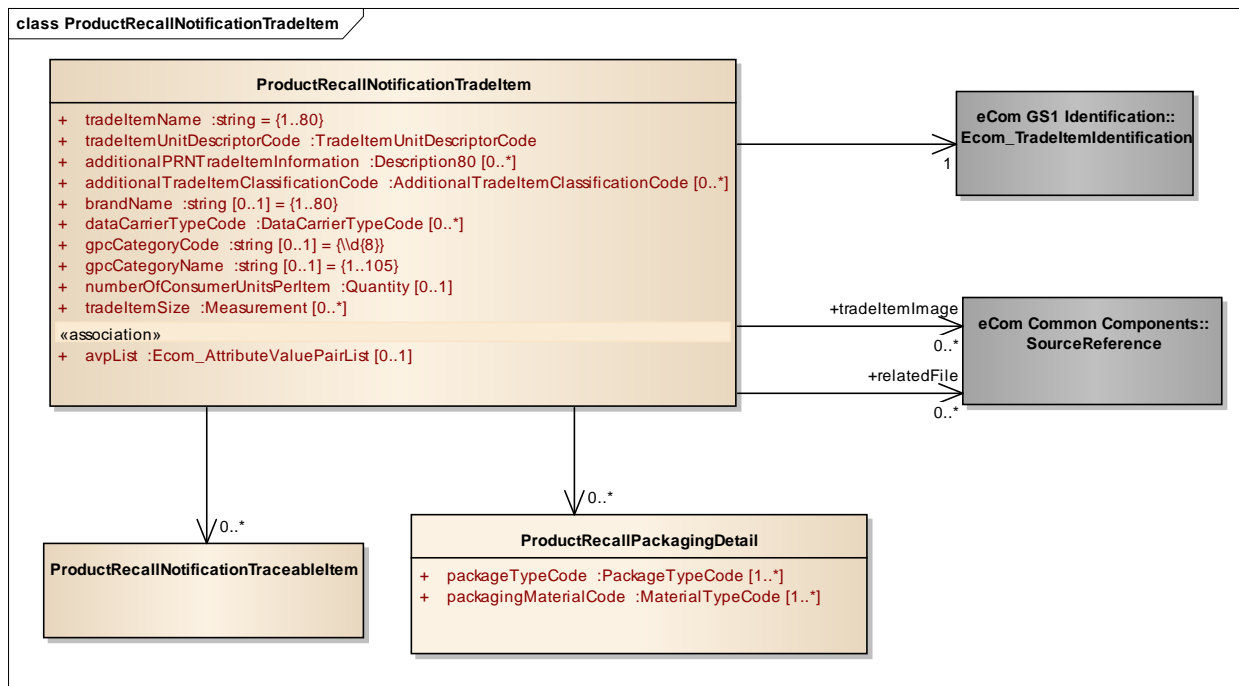 class ProductRecallNotificationTradeItem
ProductRecallNotificationTradeItem
+ tradeItemName :string = {1..80}
+ tradeItemUnitDescriptorCode :TradeItemUnitDescriptorCode
+ additionalPRNTradeItemInformation :Description80 [0..*]
+ additionalTradeItemClassificationCode :AdditionalTradeItemClassificationCode [0..*]
+ brandName :string [0..1] = {1..80}
+ dataCarrierTypeCode :DataCarrierTypeCode [0..*]
+ gpcCategoryCode :string [0..1] = {\\d{8}}
+ gpcCategoryName :string [0..1] = {1..105}
+ numberOfConsumerUnitsPerItem :Quantity [0..1]
+ tradeItemSize :Measurement [0..*]
«association»
+ avpList :Ecom_AttributeValuePairList [0..1]
eCom GS1 Identification::
Ecom_TradeItemIdentification
1
+tradeItemImage
0..*
eCom Common Components::
SourceReference
+relatedFile
0..*
0..*
ProductRecallNotificationTraceableItem
0..*
ProductRecallPackagingDetail
+ packageTypeCode :PackageTypeCode [1..*]
+ packagingMaterialCode :MaterialTypeCode [1..*]